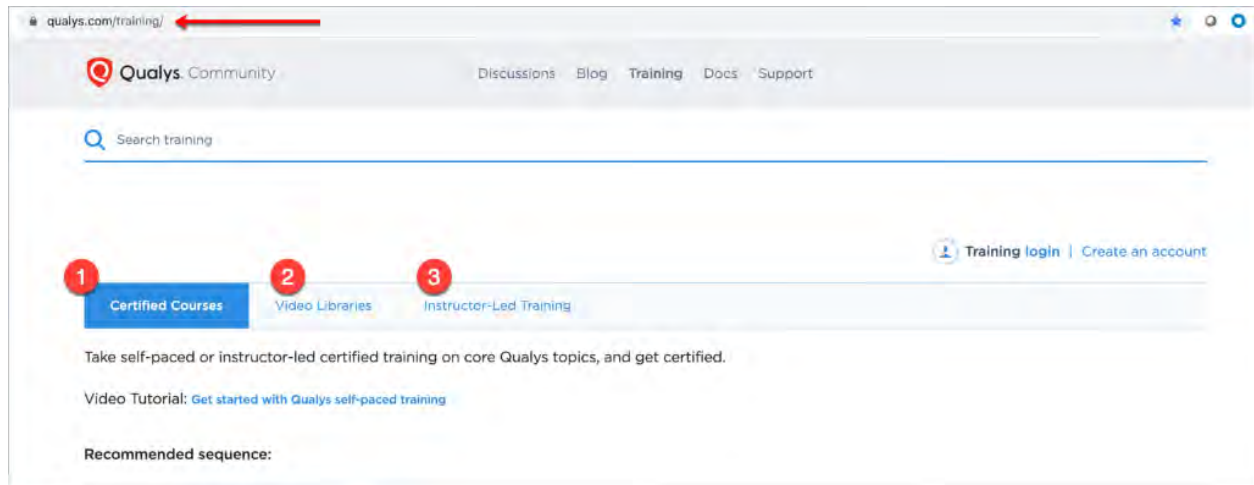 qualys.com/training/
Qualys. Community
Discussions Blog Training Docs Support
Search training
Training login | Create an account
1 2 3
Certified Courses Video Libraries Instructor-Led Training
Take self-paced or instructor-led certified training on core Qualys topics, and get certified.
Video Tutorial: Get started with Qualys self-paced training
Recommended sequence: